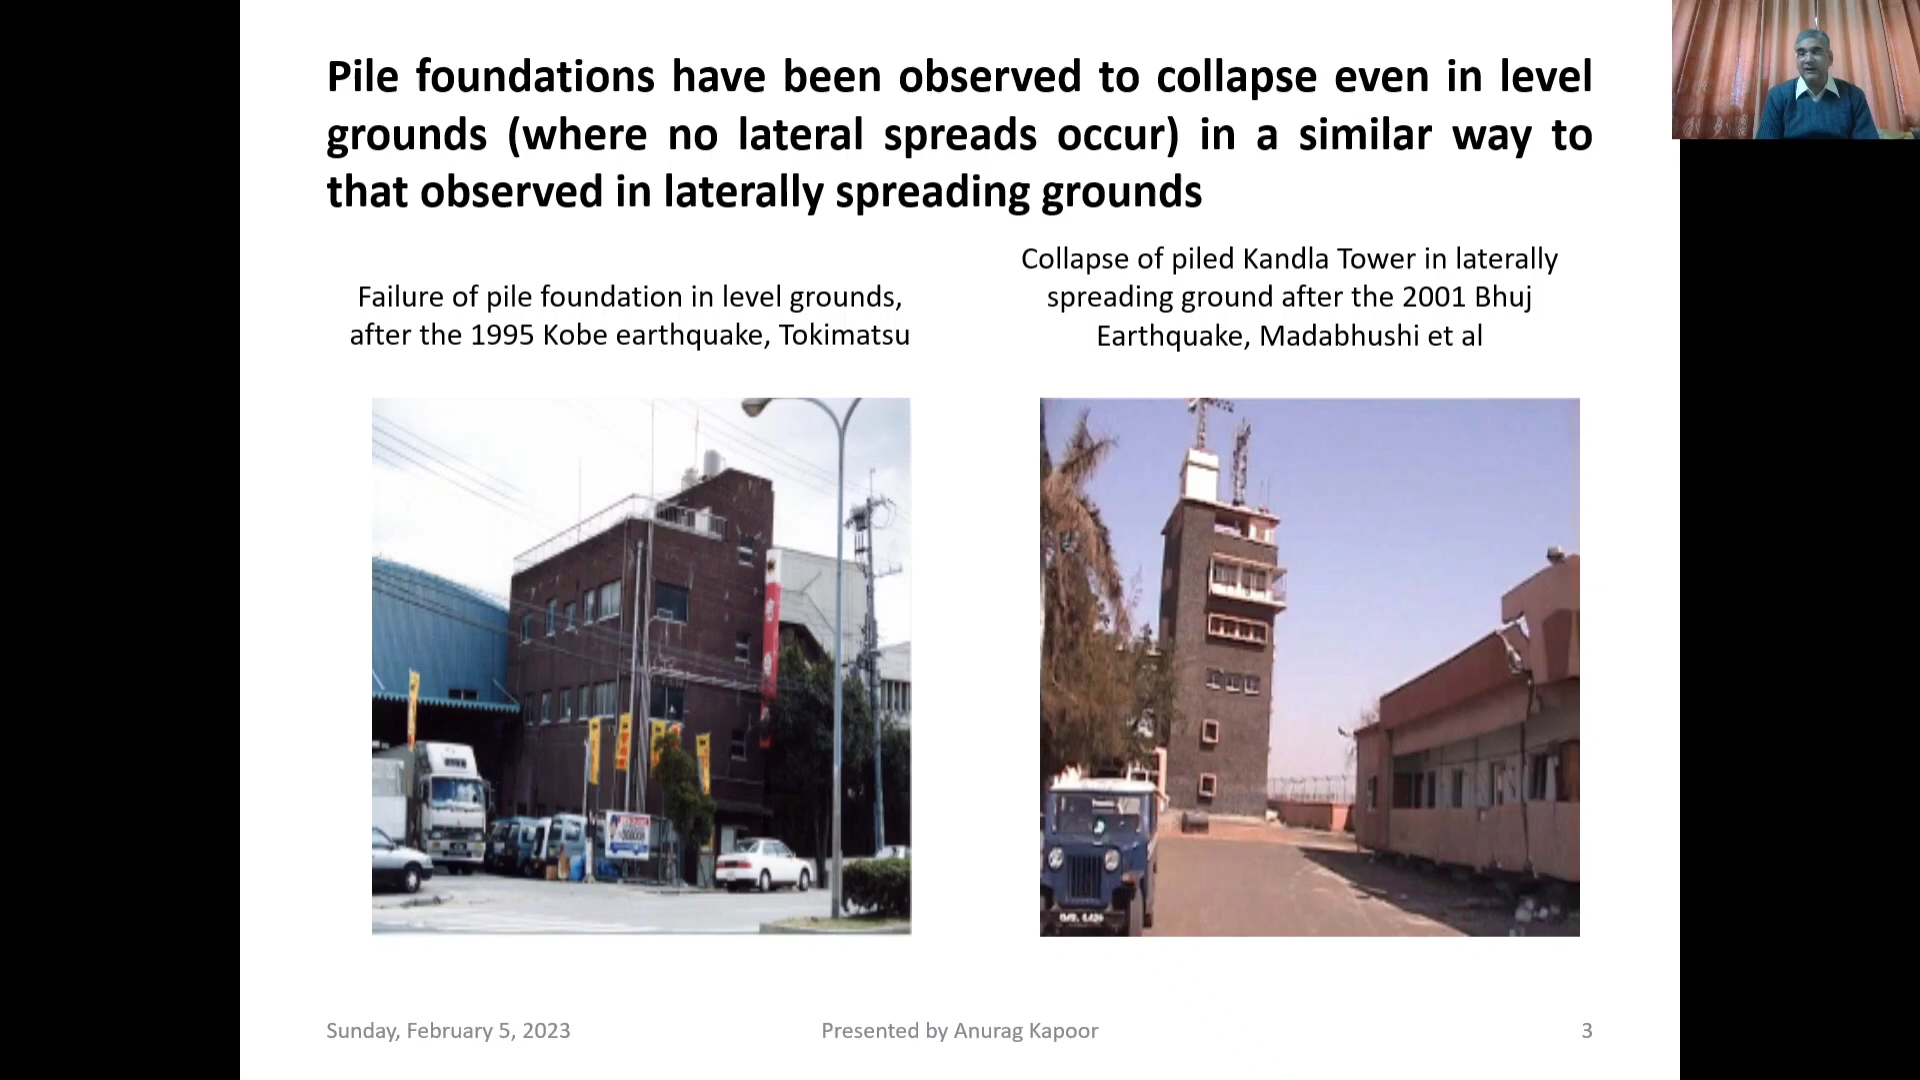 Pile foundations have been observed to collapse even in level
grounds (where no lateral spreads occur) in a similar way to
that observed in laterally spreading grounds
Failure of pile foundation in level grounds,
after the 1995 Kobe earthquake, Tokimatsu
Collapse of piled Kandla Tower in laterally
spreading ground after the 2001 Bhuj
Earthquake, Madabhushi et al
Sunday, February 5, 2023
Presented by Anurag Kapoor
3